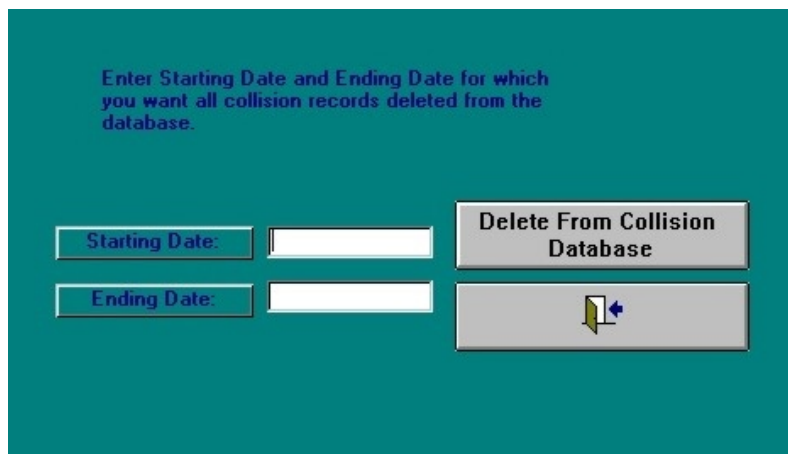 Enter Starting Date and Ending Date for which
you want all collision records deleted from the
database.
Starting Date:
Delete From Collision
Database
Ending Date: